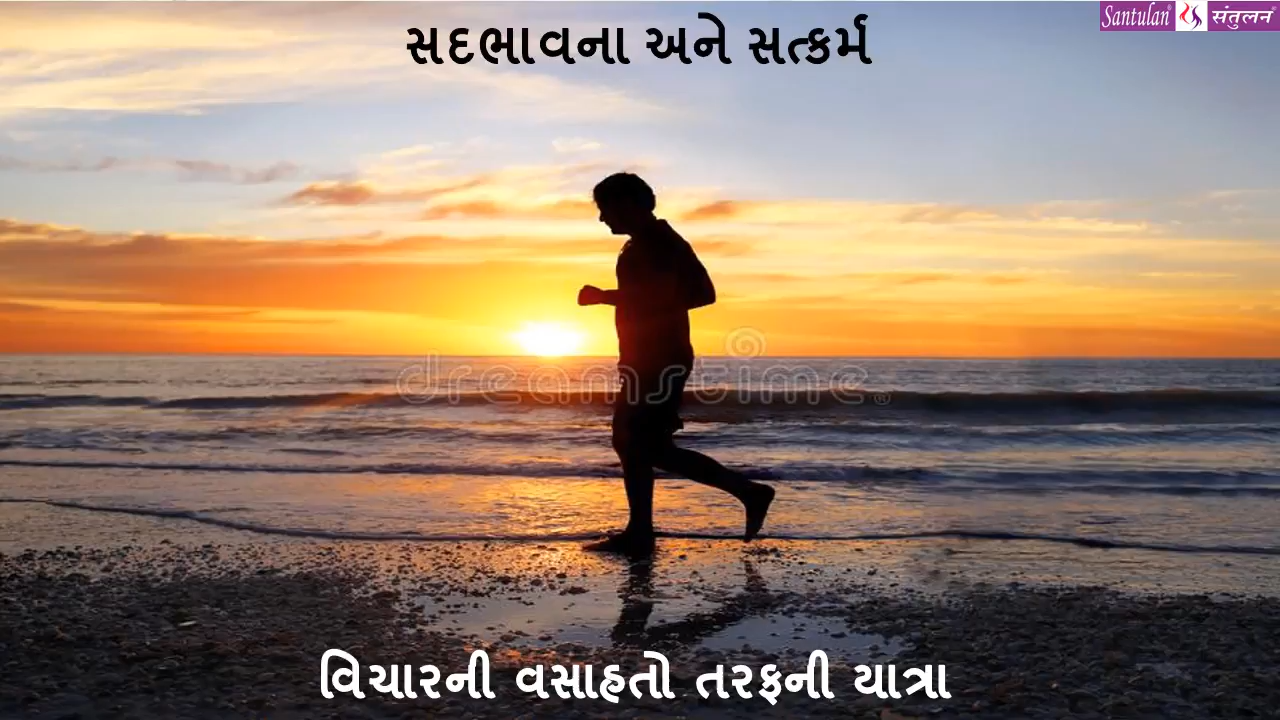 Santulan® संतुलन®
સદભાવના અને સત્કર્મ
dreamstime®
વિચારની વસાહતો તરફની યાત્રા